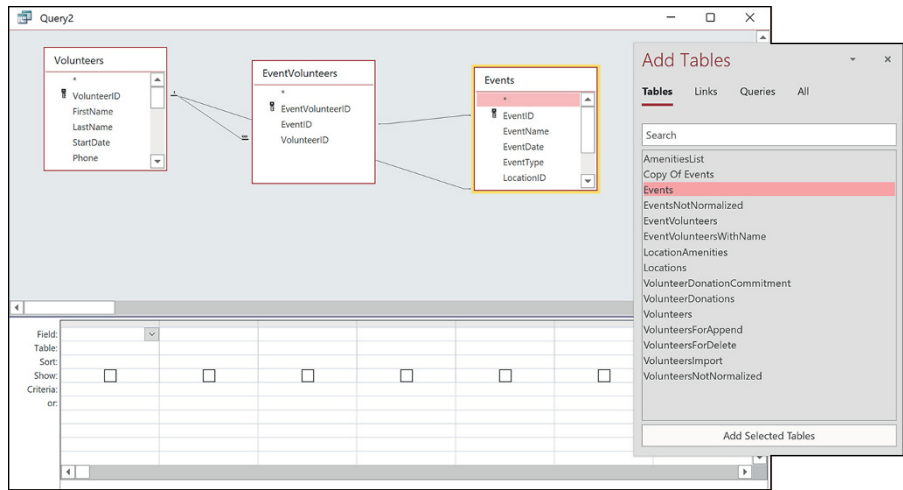 Query2
Volunteers
*
VolunteerID
FirstName
LastName
StartDate
Phone
EventVolunteers
*
EventVolunteerID
EventID
VolunteerID
Events
*
EventID
EventName
EventDate
EventType
LocationID
Add Tables
Tables Links Queries All
Search
AmenitiesList
Copy Of Events
Events
EventsNotNormalized
EventVolunteers
EventVolunteersWithName
LocationAmenities
Locations
VolunteerDonationCommitment
VolunteerDonations
Volunteers
VolunteersForAppend
VolunteersForDelete
VolunteersImport
VolunteersNotNormalized
Add Selected Tables
Field:
Table:
Sort:
Show:
Criteria:
or: